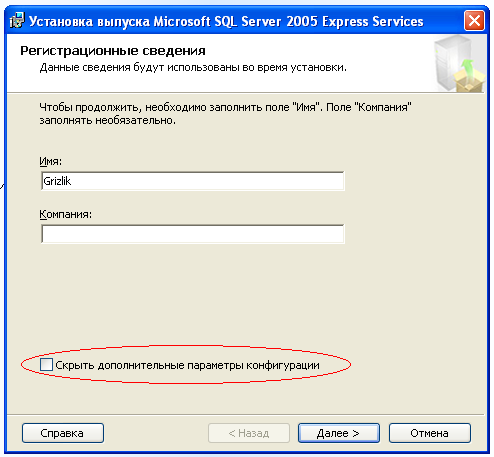 Установка выпуска Microsoft SQL Server 2005 Express Services
Регистрационные сведения
Данные сведения будут использованы во время установки.
Чтобы продолжить, необходимо заполнить поле "Имя". Поле "Компания"
заполнять необязательно.
Имя:
Grizlik
Компания:
Скрыть дополнительные параметры конфигурации
Справка
< Назад
Далее >
Отмена